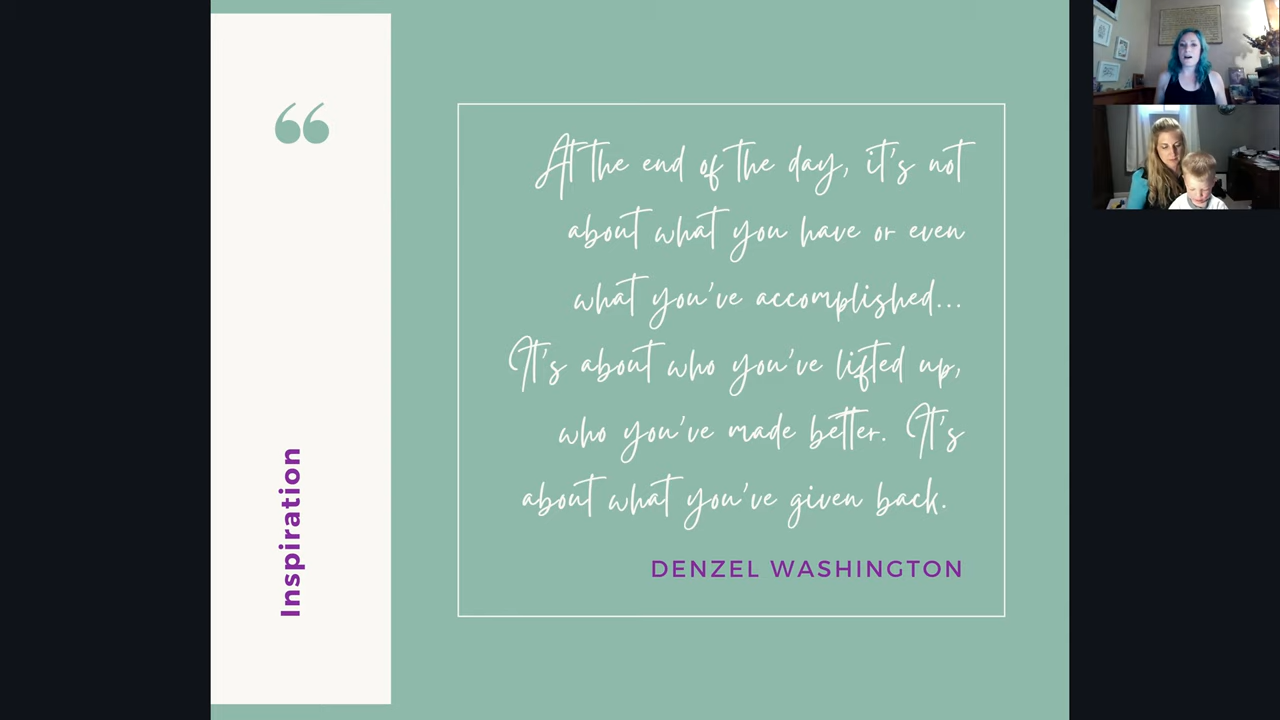 “
Inspiration
At the end of the day, it's not
about what you have or even
what you've accomplished...
It's about who you've lifted up,
who you've made better. It's
about what you've given back.
DENZEL WASHINGTON